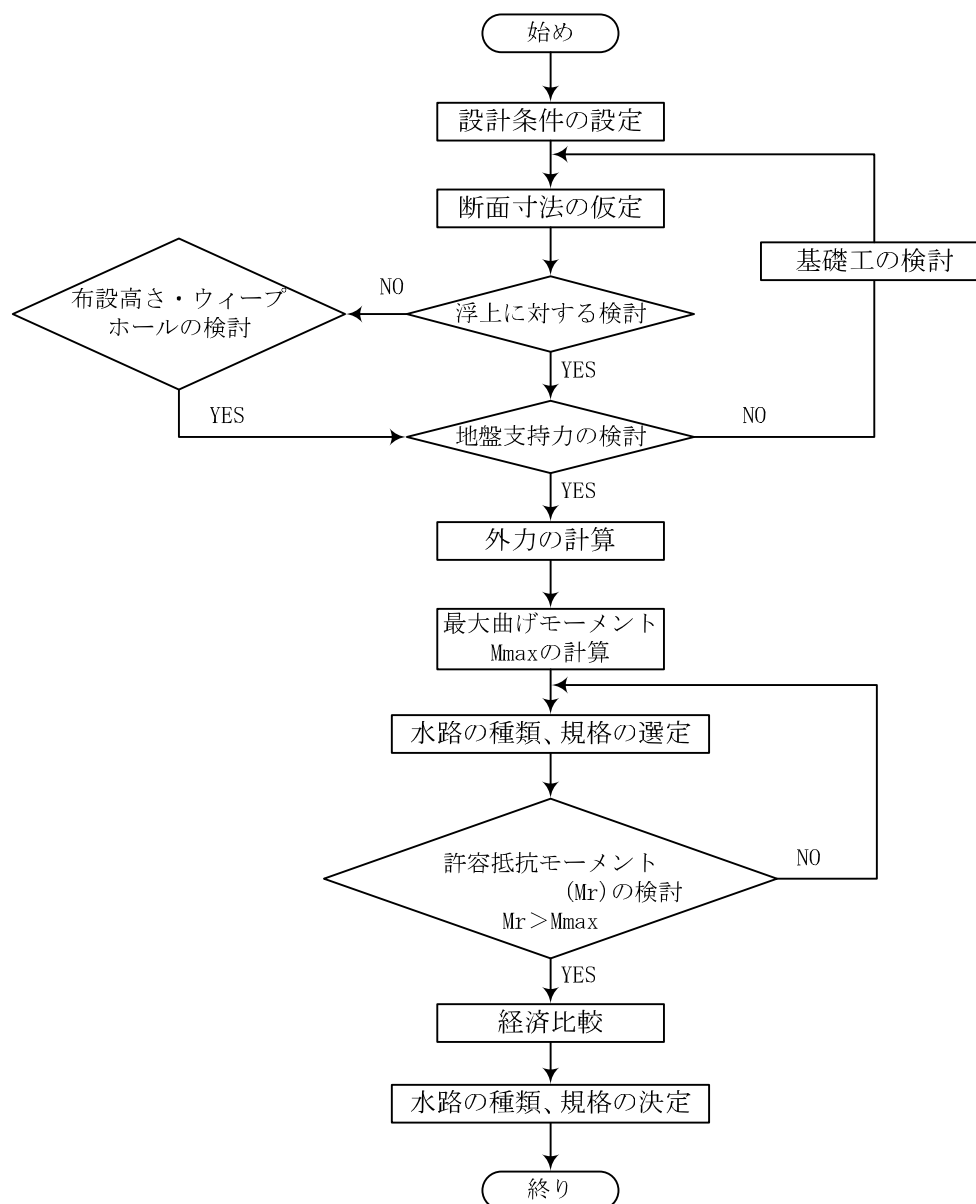 始め
設計条件の設定
断面寸法の仮定
基礎工の検討
布設高さ・ウィープ
ホールの検討
NO
浮上に対する検討
YES
YES
地盤支持力の検討
NO
YES
外力の計算
最大曲げモーメント
Mmaxの計算
水路の種類、規格の選定
許容抵抗モーメント
(Mr)の検討
Mr＞Mmax
NO
YES
経済比較
水路の種類、規格の決定
終り